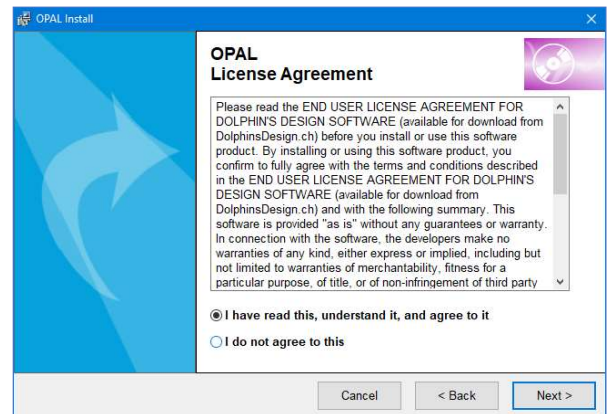 OPAL Install
OPAL
License Agreement
Please read the END USER LICENSE AGREEMENT FOR
DOLPHIN'S DESIGN SOFTWARE (available for download from
DolphinsDesign.ch) before you install or use this software
product. By installing or using this software product, you
confirm to fully agree with the terms and conditions described
in the END USER LICENSE AGREEMENT FOR DOLPHIN'S
DESIGN SOFTWARE (available for download from
DolphinsDesign.ch) and with the following summary. This
software is provided "as is" without any guarantees or warranty.
In connection with the software, the developers make no
warranties of any kind, either express or implied, including but
not limited to warranties of merchantability, fitness for a
particular purpose, of title, or of non-infringement of third party
I have read this, understand it, and agree to it
I do not agree to this
Cancel
< Back
Next >